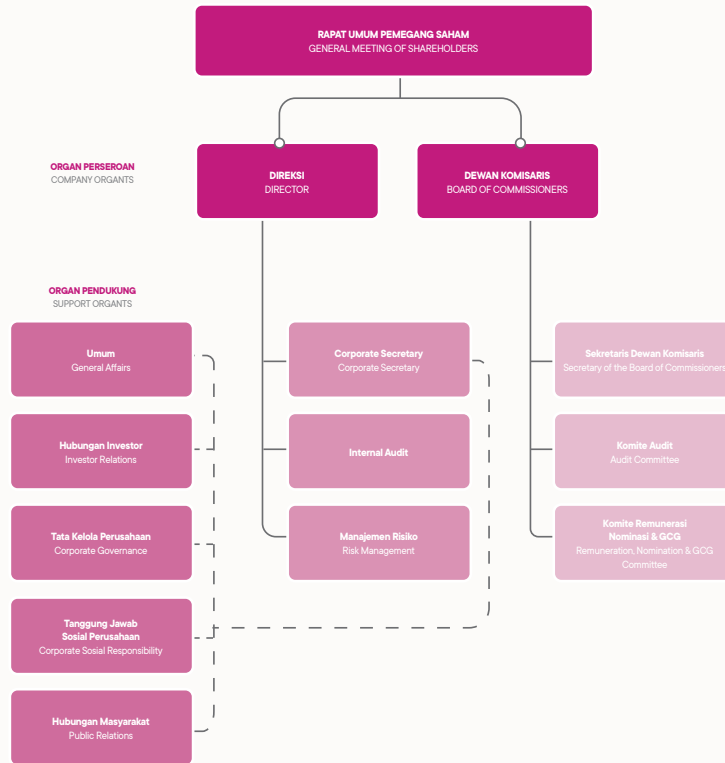 RAPAT UMUM PEMEGANG SAHAM
GENERAL MEETING OF SHAREHOLDERS
ORGAN PERSEROAN
COMPANY ORGANTS
DIREKSI
DIRECTOR
DEWAN KOMISARIS
BOARD OF COMMISSIONERS
ORGAN PENDUKUNG
SUPPORT ORGANTS
Umum
General Affairs
Corporate Secretary
Corporate Secretary
Sekretaris Dewan Komisaris
Secretary of the Board of Commissioners
Hubungan Investor
Investor Relations
Internal Audit
Komite Audit
Audit Committee
Tata Kelola Perusahaan
Corporate Governance
Manajemen Risiko
Risk Management
Komite Remunerasi
Nominasi & GCG
Remuneration, Nomination & GCG
Committee
Tanggung Jawab
Sosial Perusahaan
Corporate Sosial Responsibility
Hubungan Masyarakat
Public Relations